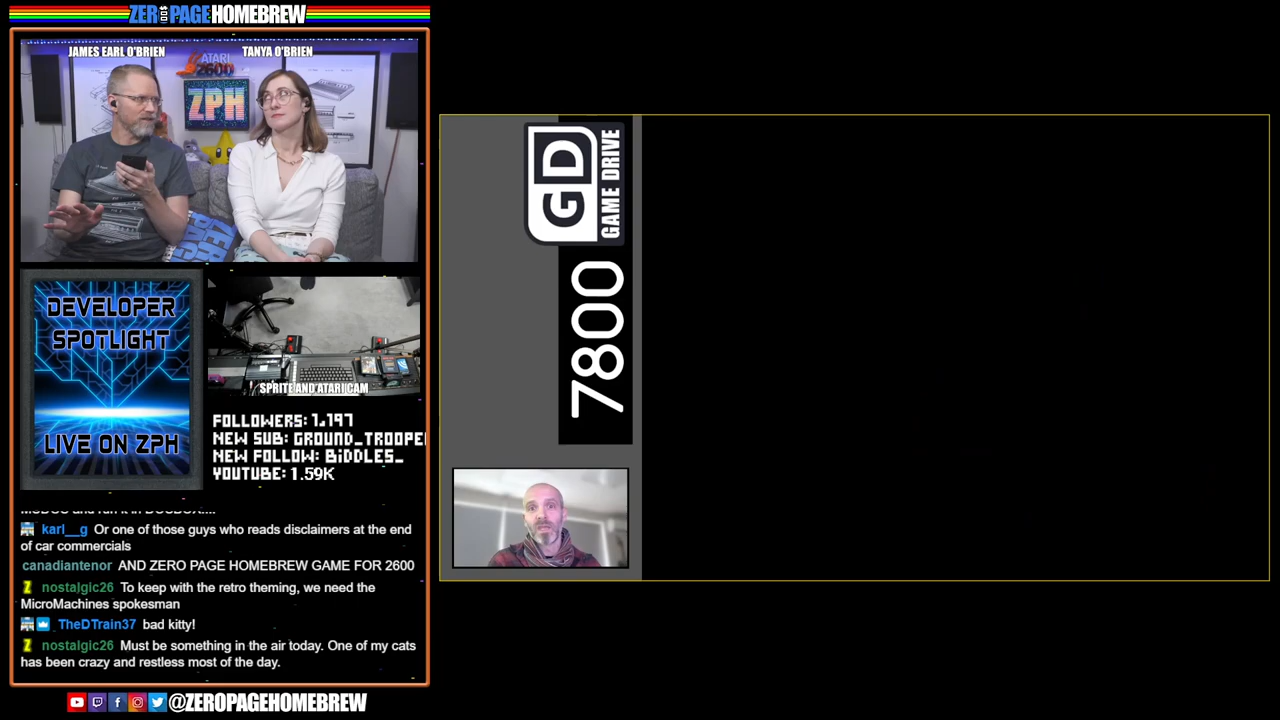 ZEROPAGEHOMEBREW
JAMES EARL O'BRIEN
TANYA O'BRIEN
ATARI
2600
ZPH
DEVELOPER
SPOTLIGHT
LIVE ON ZPH
SPRITE AND ATARI CAM
FOLLOWERS: 1,197
NEW SUB: GROUND_TROOPE
NEW FOLLOW: BIDDLES_
YOUTUBE: 1.59K
karl__g Or one of those guys who reads disclaimers at the end
of car commercials
canadiantenor AND ZERO PAGE HOMEBREW GAME FOR 2600
nostalgic26 To keep with the retro theming, we need the
MicroMachines spokesman
TheDTrain37 bad kitty!
nostalgic26 Must be something in the air today. One of my cats
has been crazy and restless most of the day.
@ZEROPAGEHOMEBREW
GD
GAME DRIVE
7800